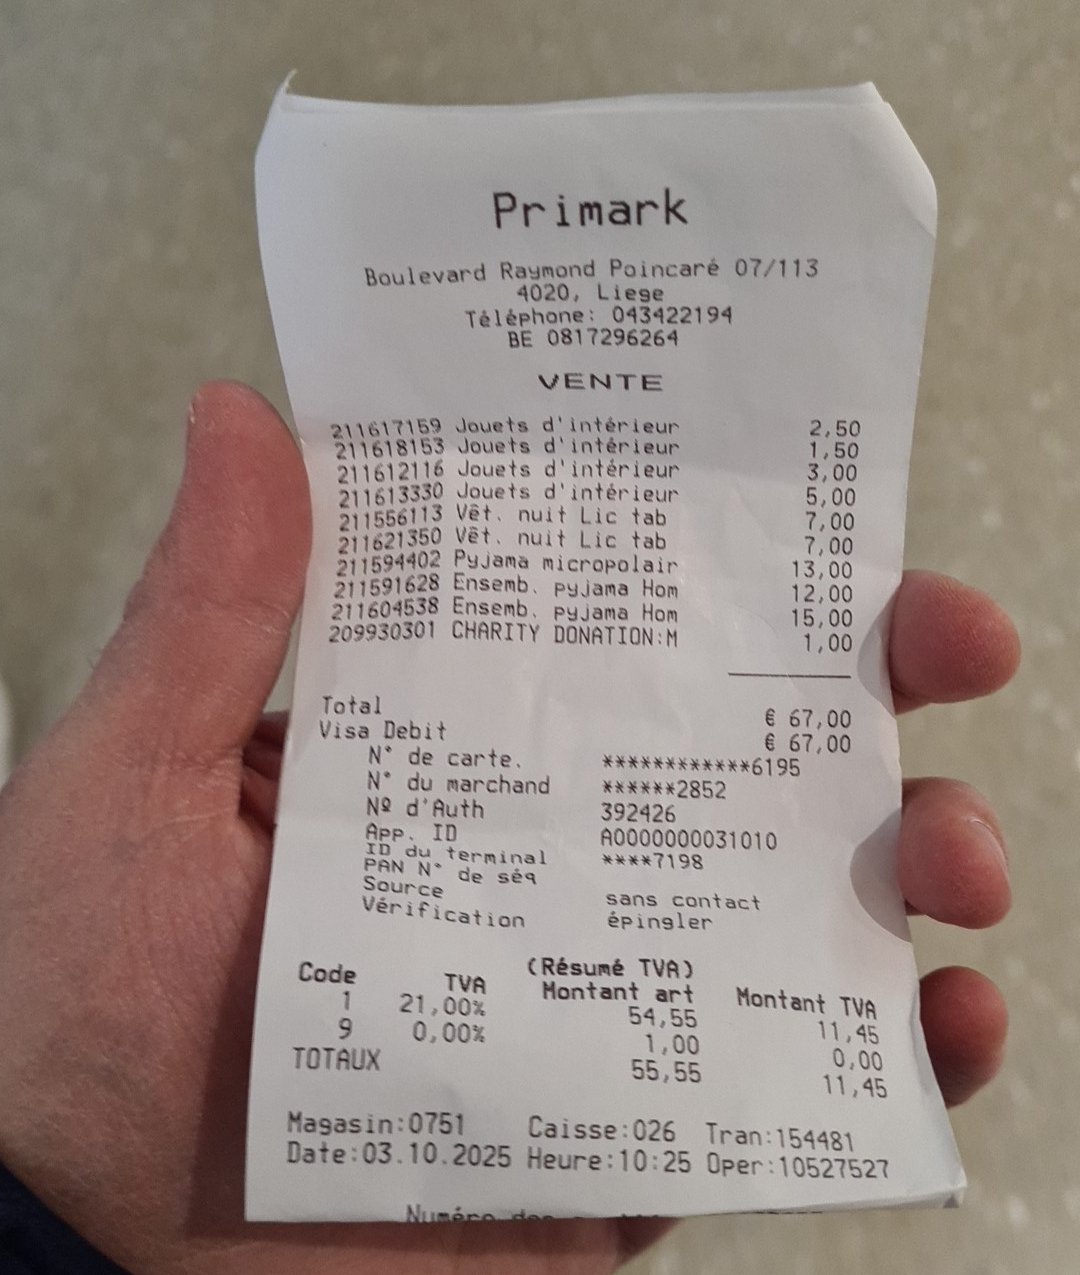 Primark
Boulevard Raymond Poincaré 07/113
4020, Liege
Téléphone: 043422194
BE 0817296264
VENTE
211617159 Jouets d'intérieur 2,50
211618153 Jouets d'intérieur 1,50
211612116 Jouets d'intérieur 3,00
211613330 Jouets d'intérieur 5,00
211556113 Vêt. nuit Lic tab 7,00
211621350 Vêt. nuit Lic tab 7,00
211594402 Pyjama micropolair 13,00
211591628 Ensemb. pyjama Hom 12,00
211604538 Ensemb. pyjama Hom 15,00
209930301 CHARITY DONATION:M 1,00
Total € 67,00
Visa Debit € 67,00
N° de carte. ************6195
N° du marchand ******2852
Nº d'Auth 392426
App. ID A0000000031010
ID du terminal ****7198
PAN N° de séq
Source sans contact
Vérification épingler
(Résumé TVA)
Code TVA Montant art Montant TVA
1 21,00% 54,55 11,45
9 0,00% 1,00 0,00
TOTAUX 55,55 11,45
Magasin:0751 Caisse:026 Tran:154481
Date:03.10.2025 Heure:10:25 Oper:10527527
Numéro